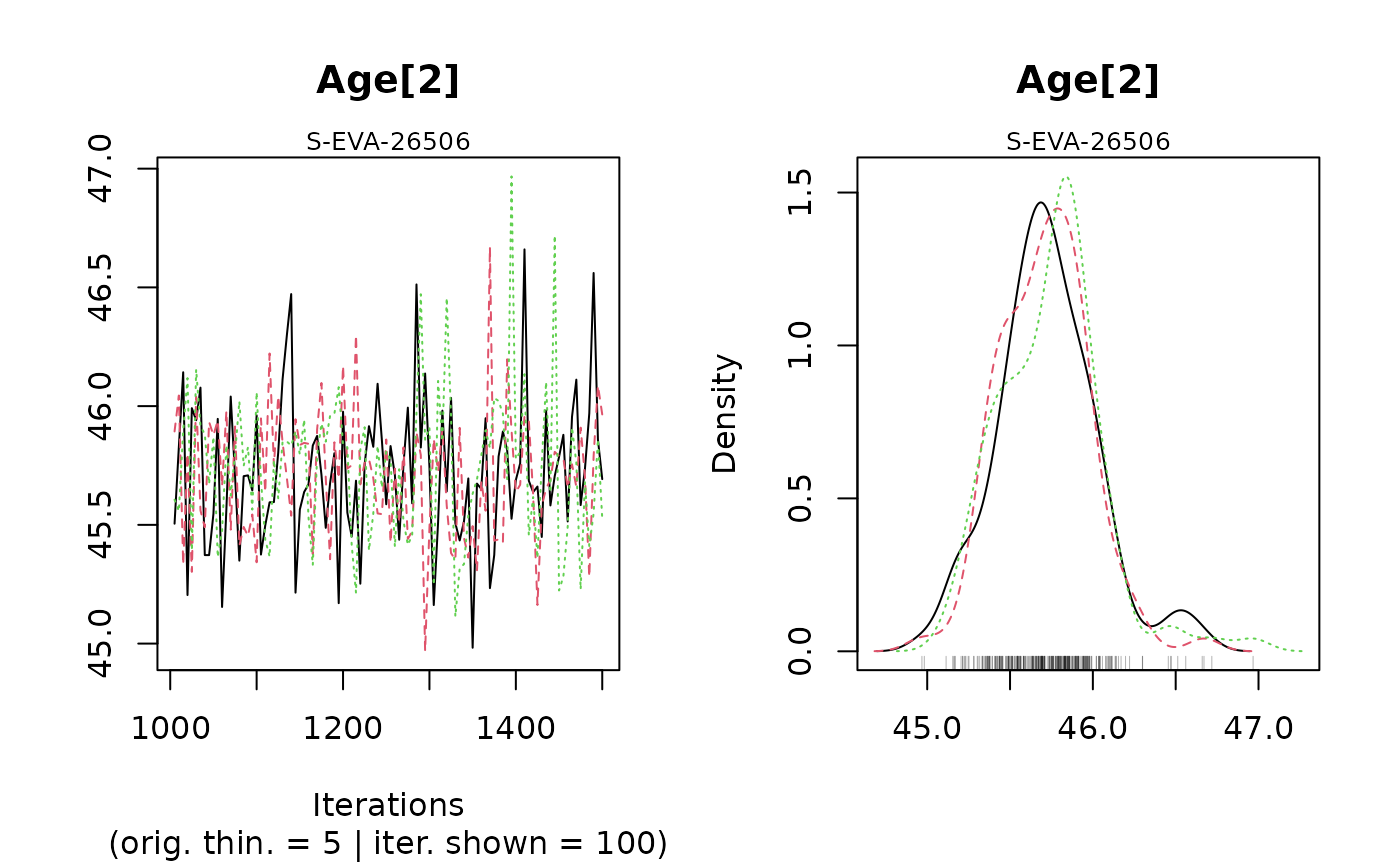 Age[2]
S-EVA-26506
47.0
46.5
46.0
45.5
45.0
1000
1200
1400
Iterations
(orig. thin. = 5 | iter. shown = 100)
Age[2]
S-EVA-26506
Density
1.5
1.0
0.5
0.0
45.0
46.0
47.0